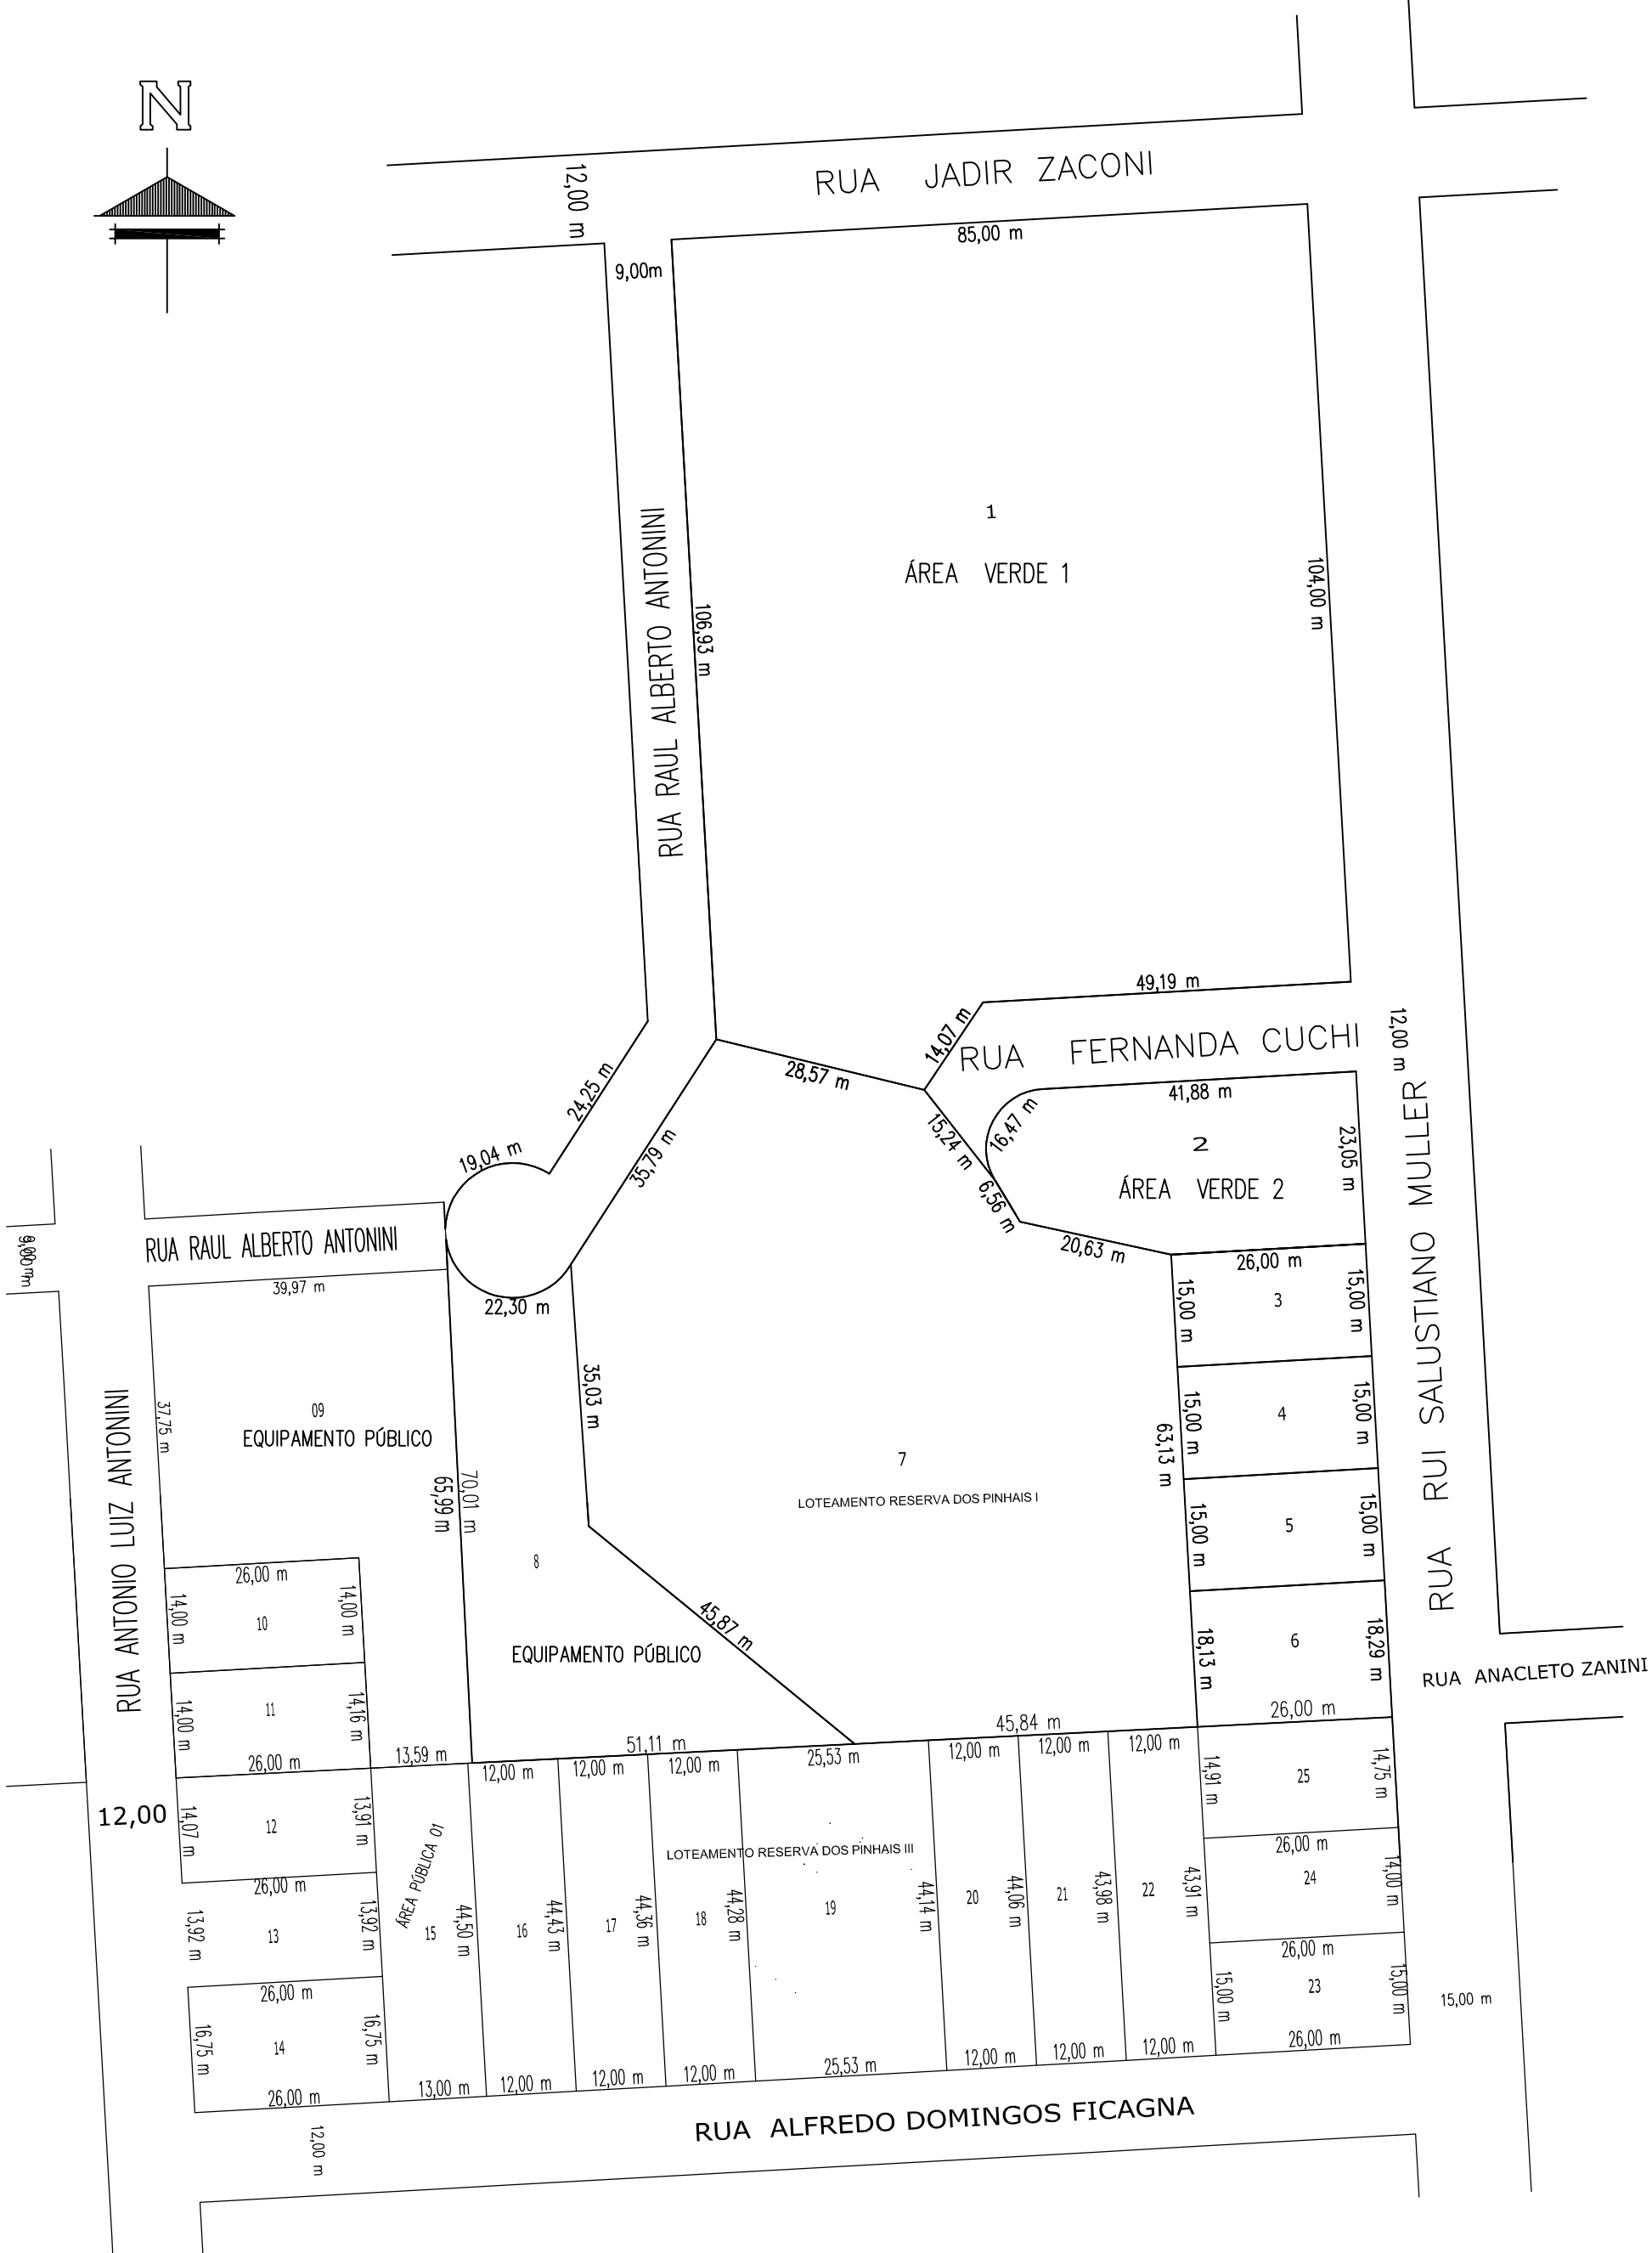 N
12,00 m
RUA JADIR ZACONI
85,00 m
9,00m
1
ÁREA VERDE 1
RUA RAUL ALBERTO ANTONINI
106,93 m
104,00 m
49,19 m
14,07 m
RUA FERNANDA CUCHI
12,00 m
28,57 m
24,25 m
35,79 m
19,04 m
22,30 m
41,88 m
16,47 m
15,24 m
6,56 m
2
ÁREA VERDE 2
23,05 m
20,63 m
26,00 m
RUA RUI SALUSTIANO MULLER
RUA RAUL ALBERTO ANTONINI
39,97 m
15,00 m
3
15,00 m
15,00 m
4
15,00 m
15,00 m
5
15,00 m
18,13 m
6
18,29 m
26,00 m
63,13 m
35,03 m
37,75 m
09
EQUIPAMENTO PÚBLICO
65,99 m
70,01 m
7
LOTEAMENTO RESERVA DOS PINHAIS I
8
EQUIPAMENTO PÚBLICO
45,87 m
RUA ANTONIO LUIZ ANTONINI
RUA ANACLETO ZANINI
26,00 m
14,00 m
10
14,00 m
14,00 m
11
14,16 m
26,00 m
13,59 m
51,11 m
45,84 m
12,00 m
12,00 m
12,00 m
25,53 m
12,00 m
12,00 m
12,00 m
12,00
14,07 m
12
13,91 m
26,00 m
13,92 m
13
13,92 m
26,00 m
16,75 m
14
16,75 m
26,00 m
ÁREA PÚBLICA 01
15
44,50 m
16
44,43 m
17
44,36 m
18
44,28 m
LOTEAMENTO RESERVA DOS PINHAIS III
19
44,14 m
20
44,06 m
21
43,98 m
22
43,91 m
14,91 m
25
14,75 m
26,00 m
24
14,00 m
26,00 m
15,00 m
23
15,00 m
26,00 m
15,00 m
13,00 m
12,00 m
12,00 m
12,00 m
25,53 m
12,00 m
12,00 m
12,00 m
RUA ALFREDO DOMINGOS FICAGNA
12,00 m